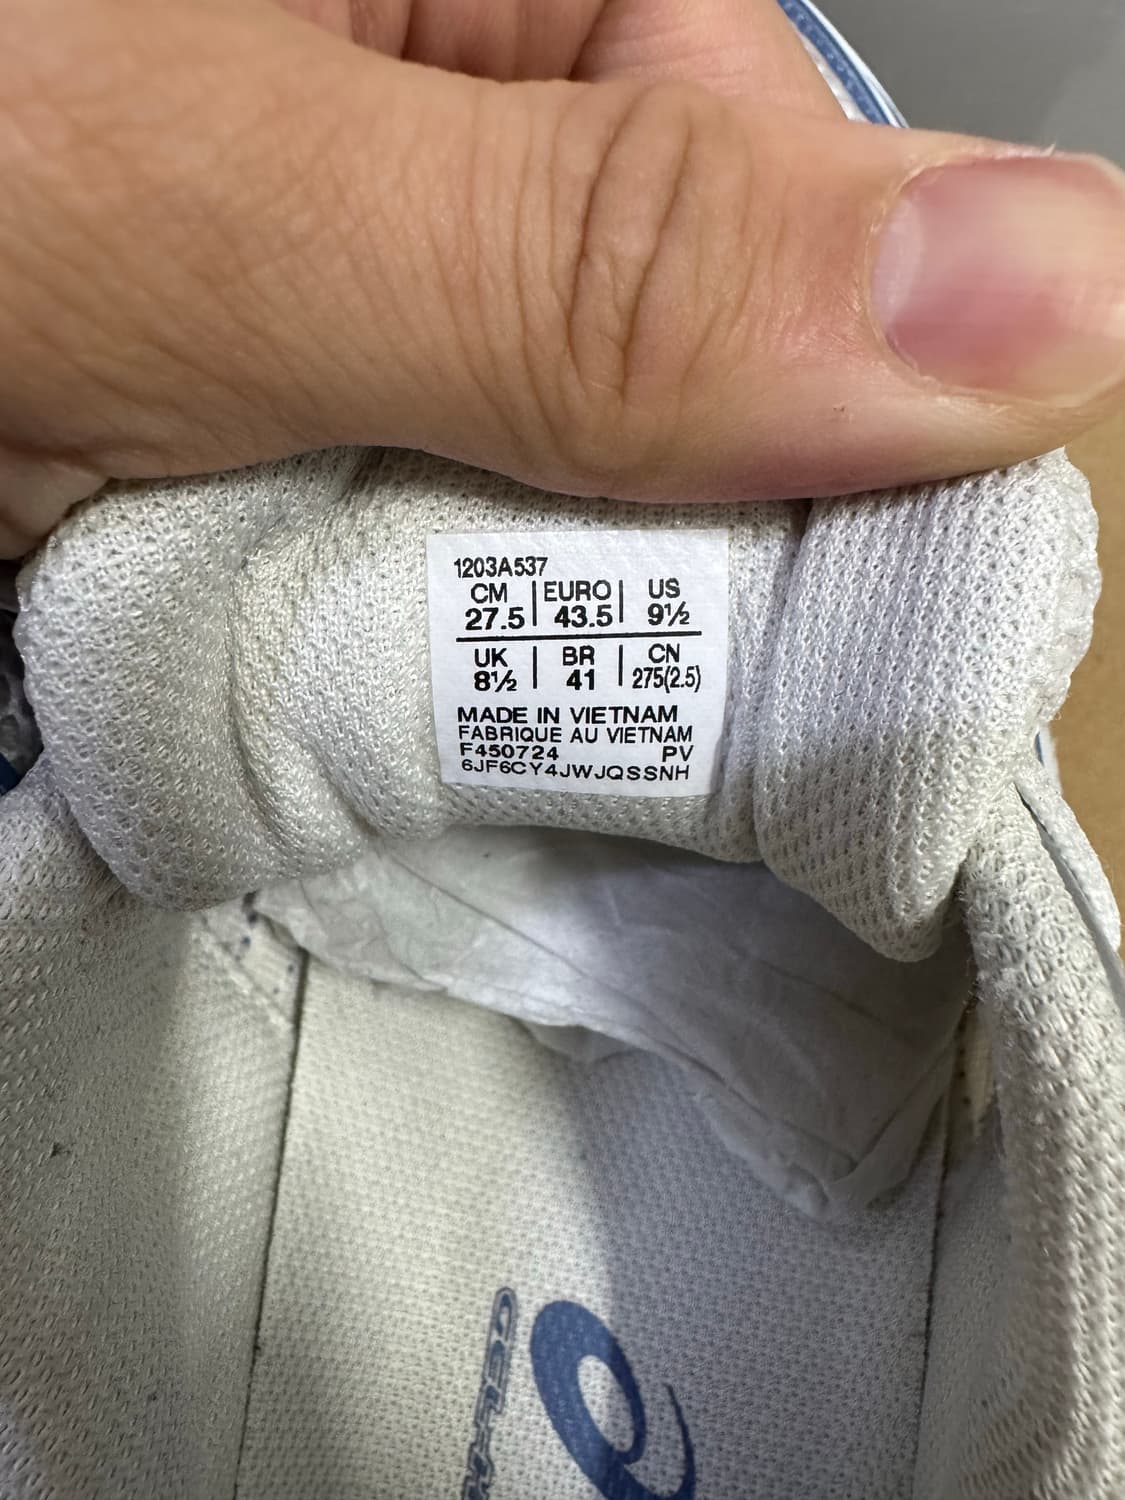 1203A537
CM | EURO | US
27.5 | 43.5 | 9½
UK | BR | CN
8½ | 41 | 275(2.5)
MADE IN VIETNAM
FABRIQUE AU VIETNAM
F450724 PV
6JF6CY4JWJQSSNH